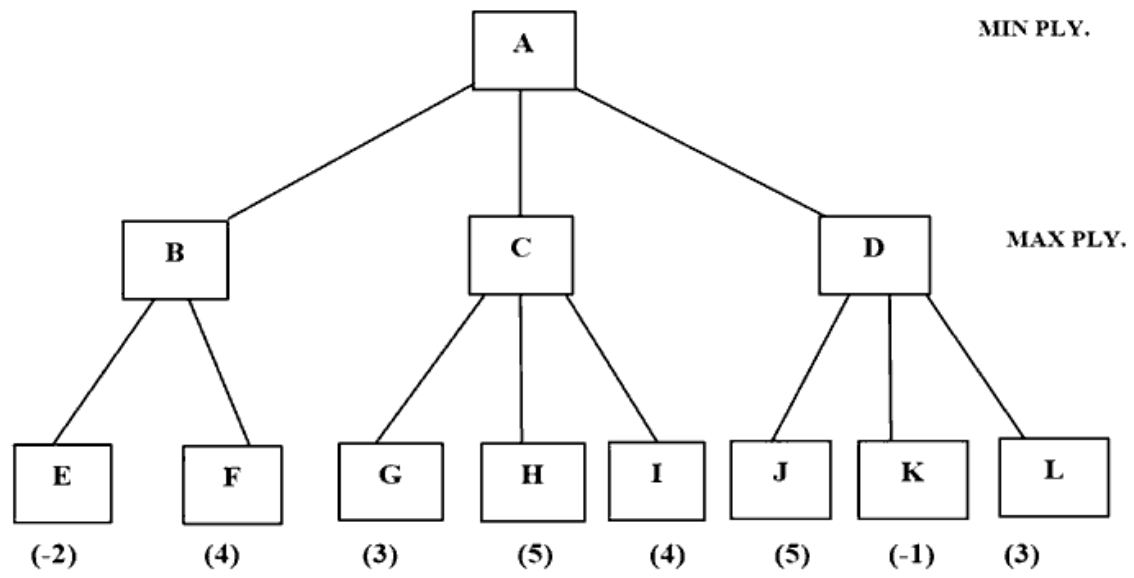 A
MIN PLY.
B
C
D
MAX PLY.
E
F
G
H
I
J
K
L
(-2)
(4)
(3)
(5)
(4)
(5)
(-1)
(3)